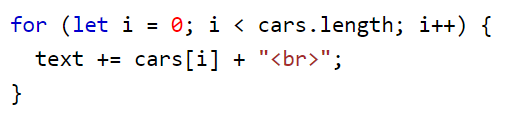 for (let i = 0; i < cars.length; i++) {
  text += cars[i] + "<br>";
}